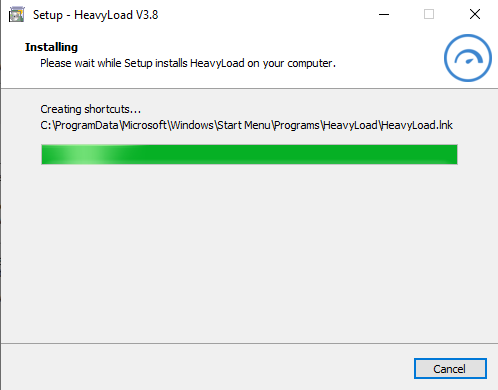 Setup - HeavyLoad V3.8
Installing
Please wait while Setup installs HeavyLoad on your computer.
Creating shortcuts...
C:\ProgramData\Microsoft\Windows\Start Menu\Programs\HeavyLoad\HeavyLoad.lnk
Cancel